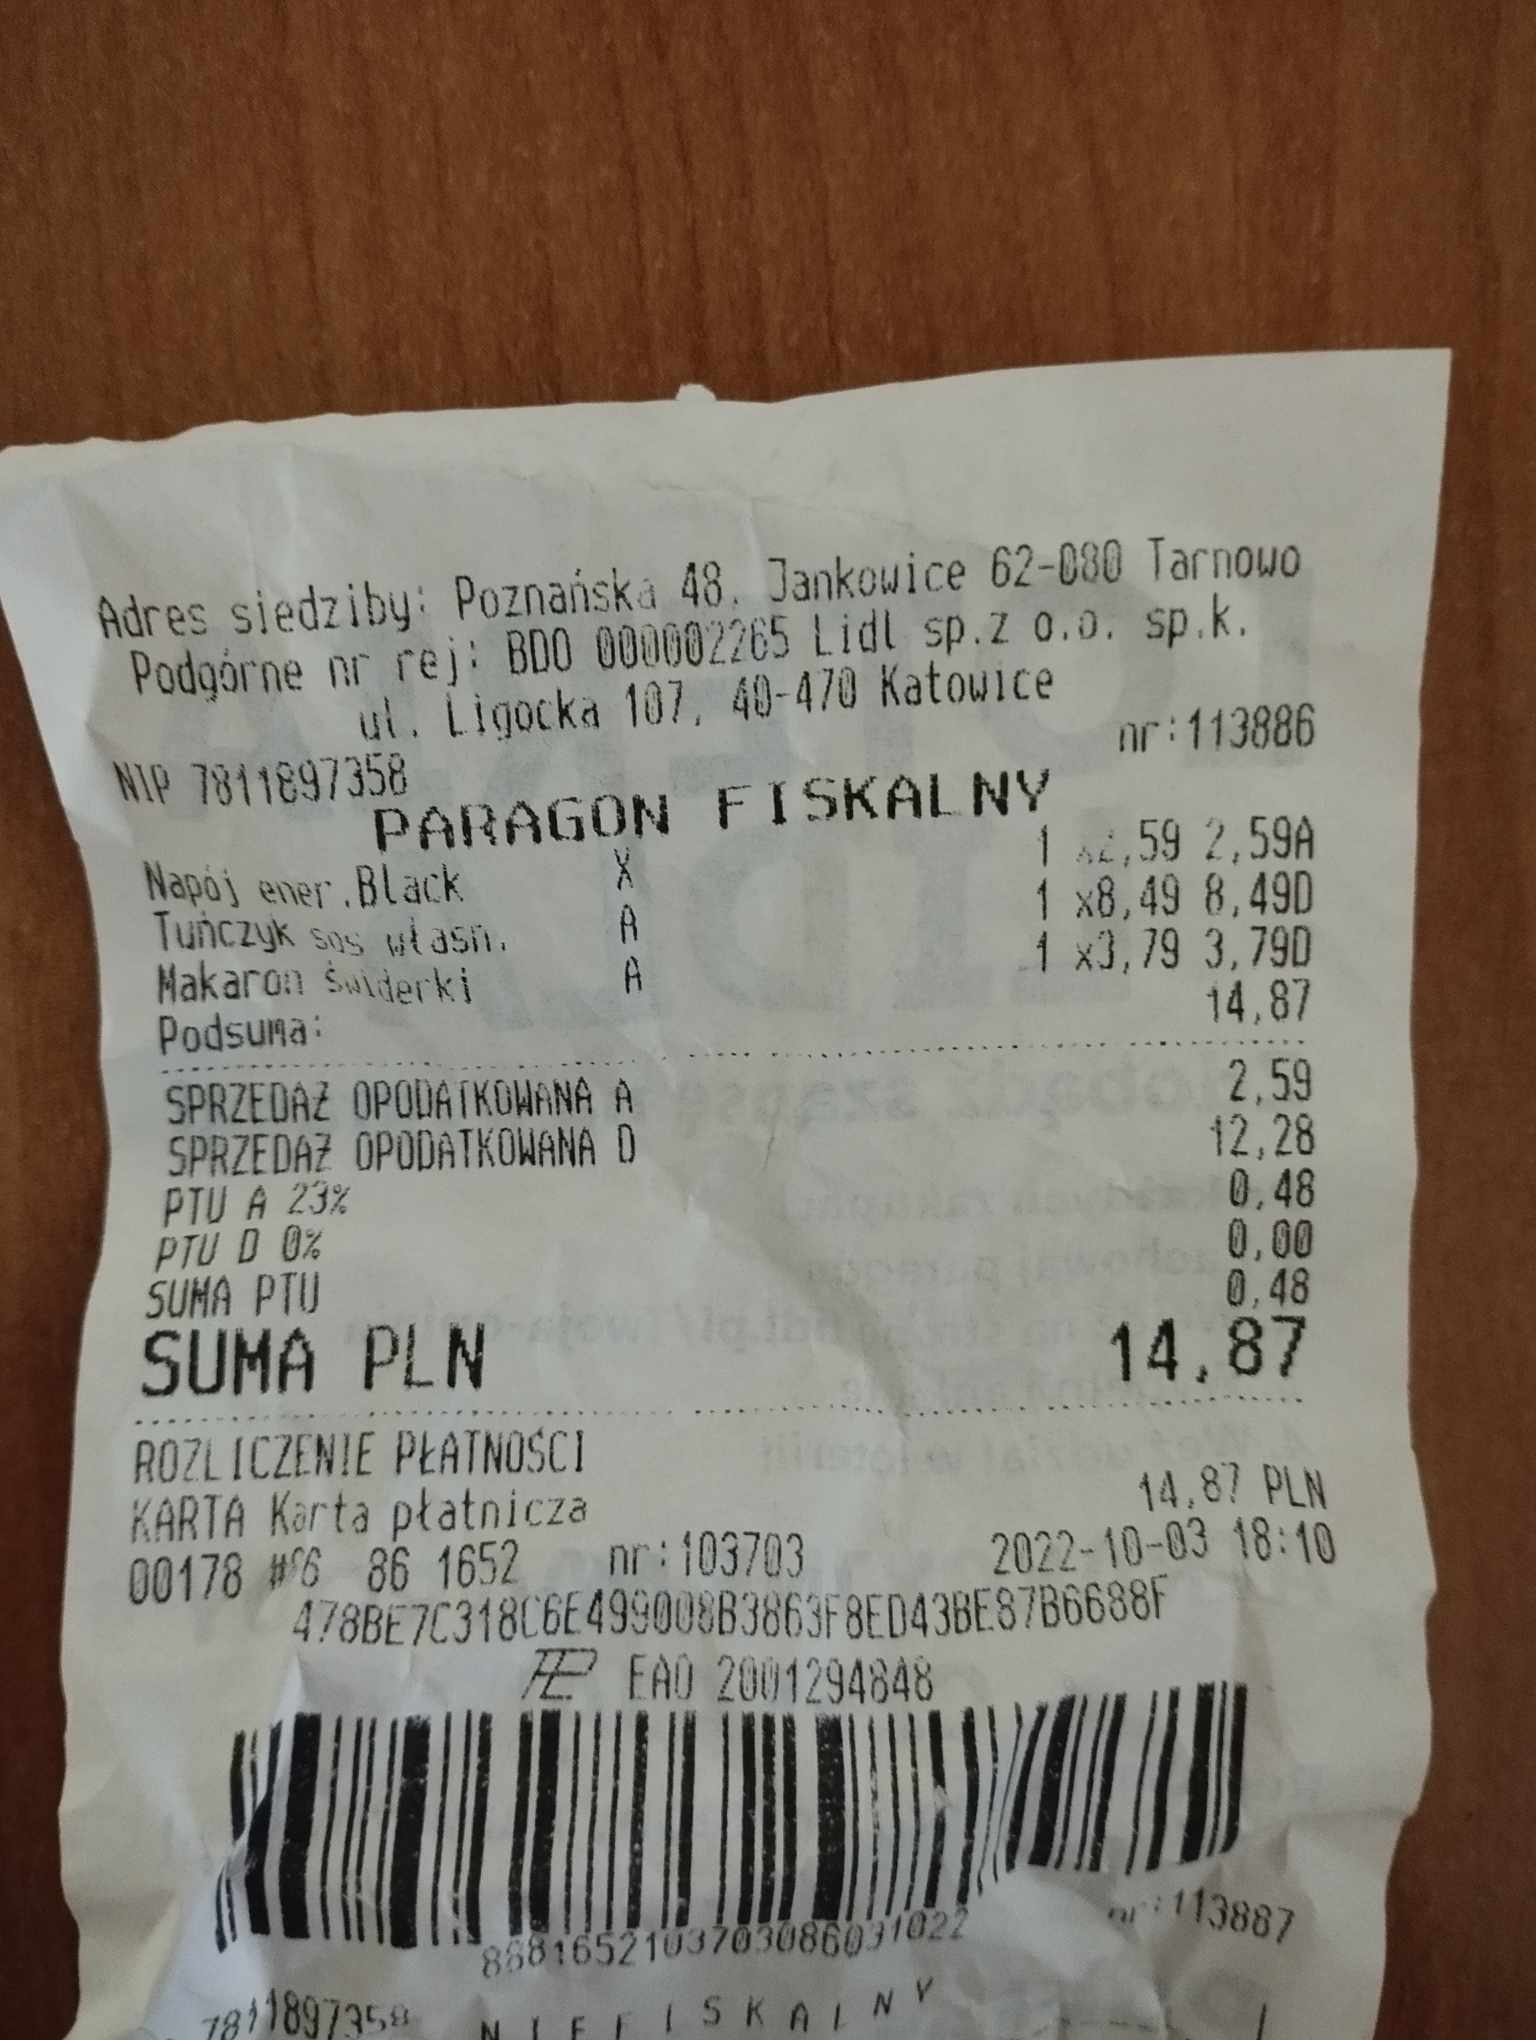 Adres siedziby: Poznańska 48, Jankowice 62-080 Tarnowo
Podgórne nr rej: BDO 000002265 Lidl sp.z o.o. sp.k.
ul. Ligocka 107, 40-470 Katowice
NIP 7811897358 nr:113886
PARAGON FISKALNY
Napój ener.Black X 1 x2,59 2,59A
Tuńczyk sos własn. A 1 x8,49 8,49D
Makaron świderki A 1 x3,79 3,79D
Podsuma: 14,87
SPRZEDAŻ OPODATKOWANA A 2,59
SPRZEDAŻ OPODATKOWANA D 12,28
PTU A 23% 0,48
PTU D 0% 0,00
SUMA PTU 0,48
SUMA PLN 14,87
ROZLICZENIE PŁATNOŚCI
KARTA Karta płatnicza 14,87 PLN
00178 86 1652 nr:103703 2022-10-03 18:10
478BE7C318C6E499008B3863F8ED43BE87B6688F
EAO 2001294848
nr:113887
7811897358 NIEFISKALNY